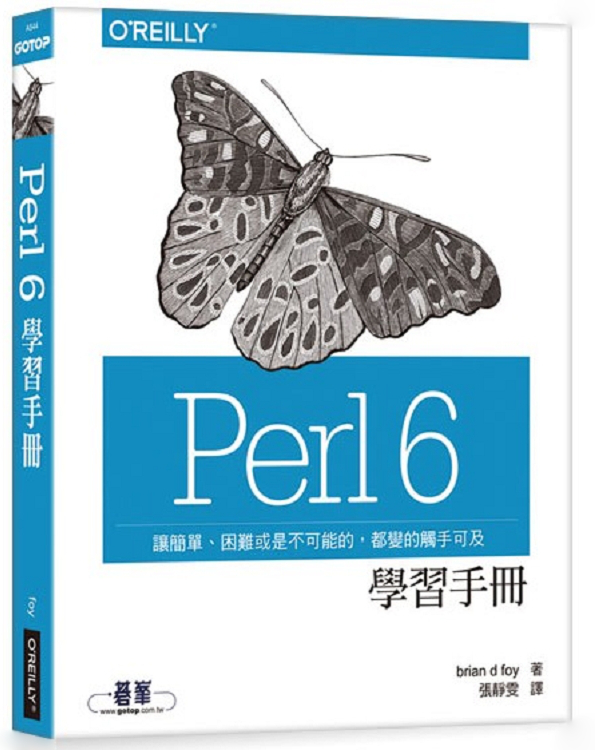 A544
GOTOP
Perl 6 學習手冊
foy
O'REILLY®
O'REILLY®
Perl 6
讓簡單、困難或是不可能的，都變的觸手可及
學習手冊
brian d foy 著
張靜雯 譯
碁峯
www.gotop.com.tw